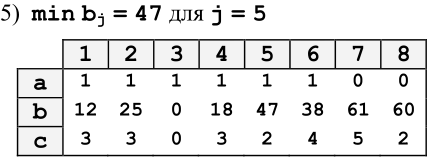 5) min bj = 47 для j = 5
1 2 3 4 5 6 7 8
a 1 1 1 1 1 1 0 0
b 12 25 0 18 47 38 61 60
c 3 3 0 3 2 4 5 2